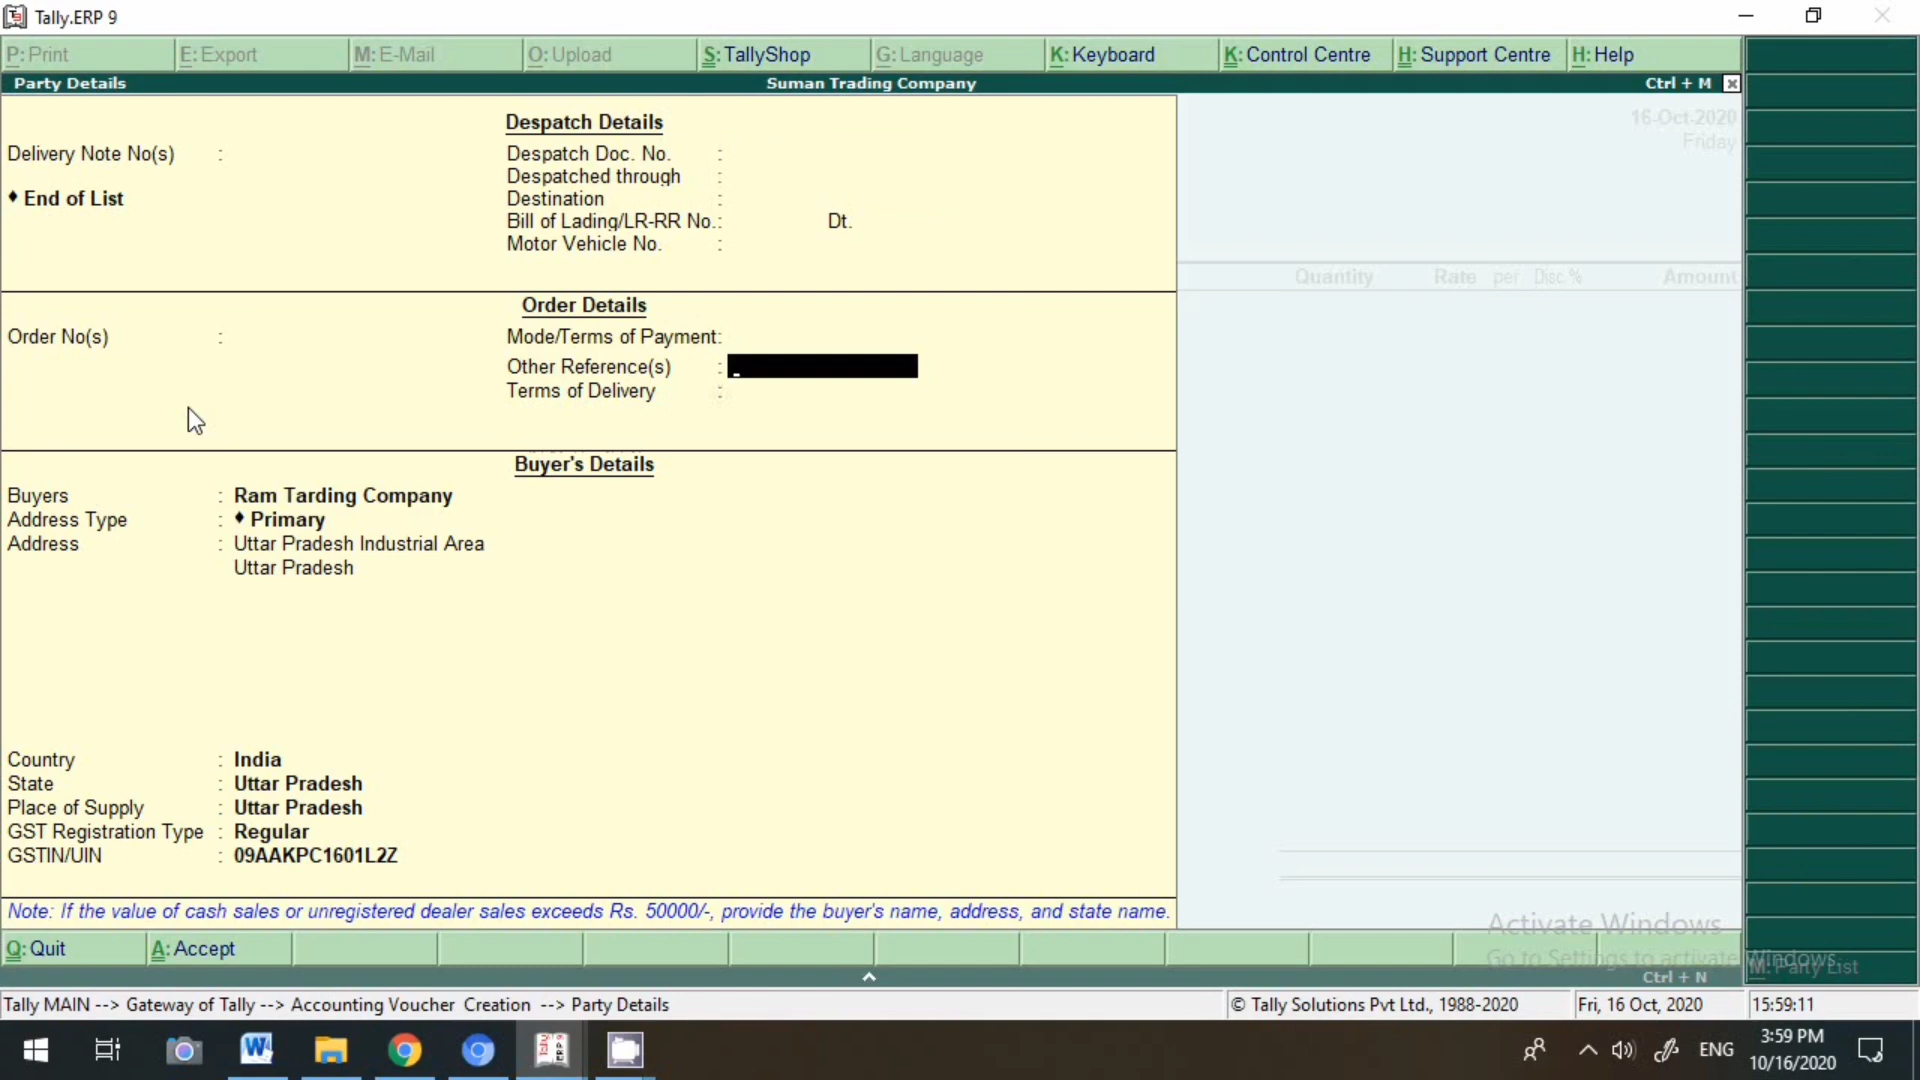 Tally.ERP 9
P: Print E: Export M: E-Mail O: Upload S: TallyShop G: Language K: Keyboard K: Control Centre H: Support Centre H: Help
Party Details Suman Trading Company Ctrl + M
16-Oct-2020
Friday
Despatch Details
Delivery Note No(s) : Despatch Doc. No. :
Despatched through :
♦ End of List Destination :
Bill of Lading/LR-RR No.: Dt.
Motor Vehicle No. :
Quantity Rate per Disc % Amount
Order Details
Order No(s) : Mode/Terms of Payment:
Other Reference(s) :
Terms of Delivery :
Buyer's Details
Buyers : Ram Tarding Company
Address Type : ♦ Primary
Address : Uttar Pradesh Industrial Area
Uttar Pradesh
Country : India
State : Uttar Pradesh
Place of Supply : Uttar Pradesh
GST Registration Type : Regular
GSTIN/UIN : 09AAKPC1601L2Z
Note: If the value of cash sales or unregistered dealer sales exceeds Rs. 50000/-, provide the buyer's name, address, and state name.
Activate Windows
Go to Settings to activate Windows.
Q: Quit A: Accept M: Party List
Ctrl + N
Tally MAIN --> Gateway of Tally --> Accounting Voucher Creation --> Party Details © Tally Solutions Pvt Ltd., 1988-2020 Fri, 16 Oct, 2020 15:59:11
ENG 3:59 PM
10/16/2020